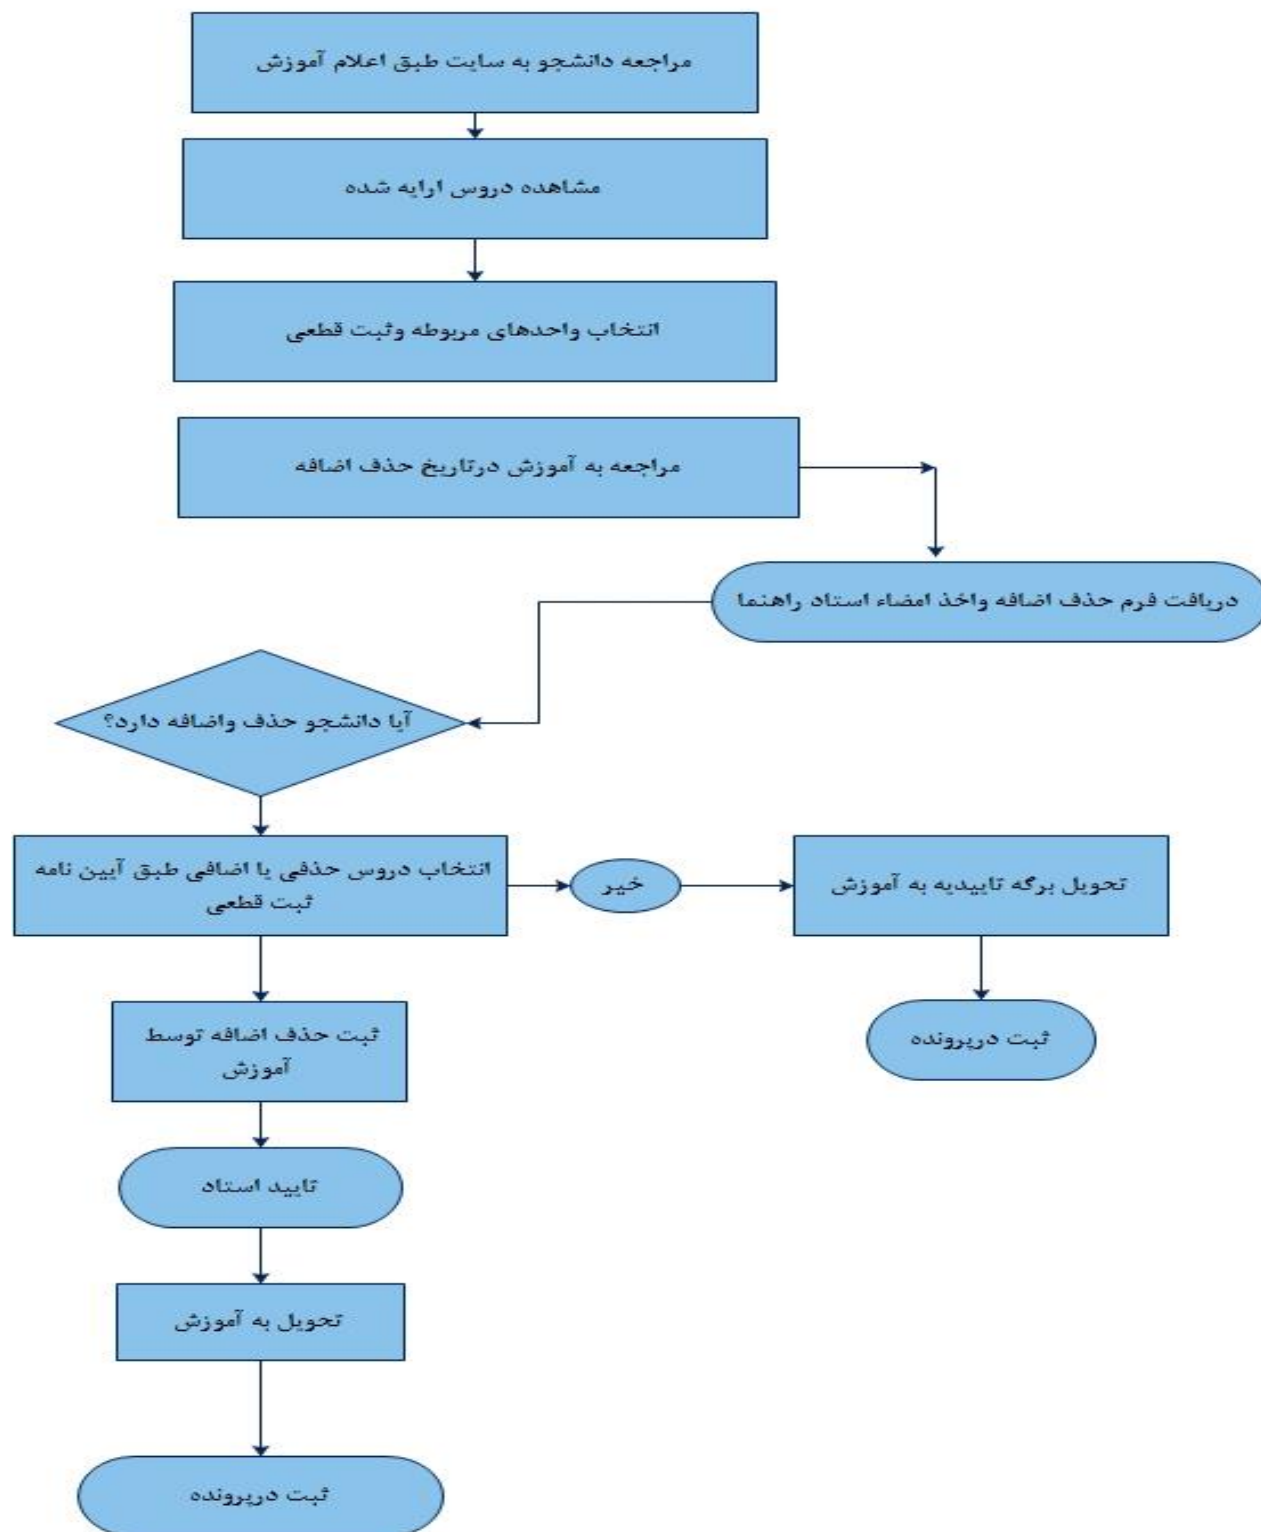 مراجعه دانشجو به سایت طبق اعلام آموزش
مشاهده دروس ارایه شده
انتخاب واحدهای مربوطه وثبت قطعی
مراجعه به آموزش درتاریخ حذف اضافه
دریافت فرم حذف اضافه واخذ امضاء استاد راهنما
آیا دانشجو حذف واضافه دارد؟
انتخاب دروس حذفی یا اضافی طبق آیین نامه
ثبت قطعی
خیر
تحویل برگه تاییدیه به آموزش
ثبت درپرونده
ثبت حذف اضافه توسط
آموزش
تایید استاد
تحویل به آموزش
ثبت درپرونده